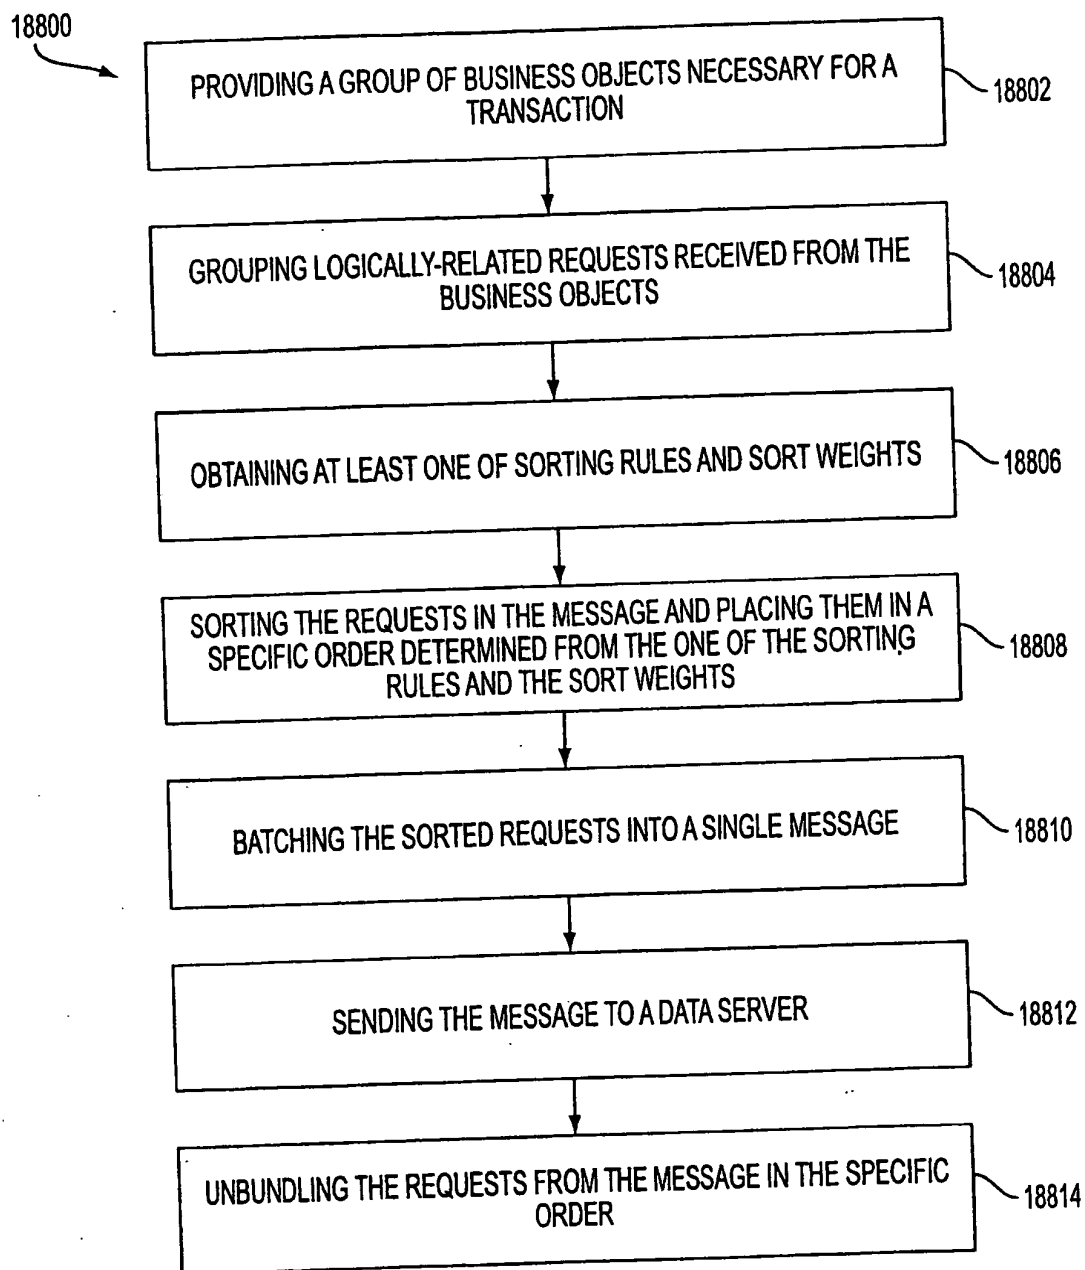 18800
PROVIDING A GROUP OF BUSINESS OBJECTS NECESSARY FOR A
TRANSACTION
18802
GROUPING LOGICALLY-RELATED REQUESTS RECEIVED FROM THE
BUSINESS OBJECTS
18804
OBTAINING AT LEAST ONE OF SORTING RULES AND SORT WEIGHTS
18806
SORTING THE REQUESTS IN THE MESSAGE AND PLACING THEM IN A
SPECIFIC ORDER DETERMINED FROM THE ONE OF THE SORTING
RULES AND THE SORT WEIGHTS
18808
BATCHING THE SORTED REQUESTS INTO A SINGLE MESSAGE
18810
SENDING THE MESSAGE TO A DATA SERVER
18812
UNBUNDLING THE REQUESTS FROM THE MESSAGE IN THE SPECIFIC
ORDER
18814